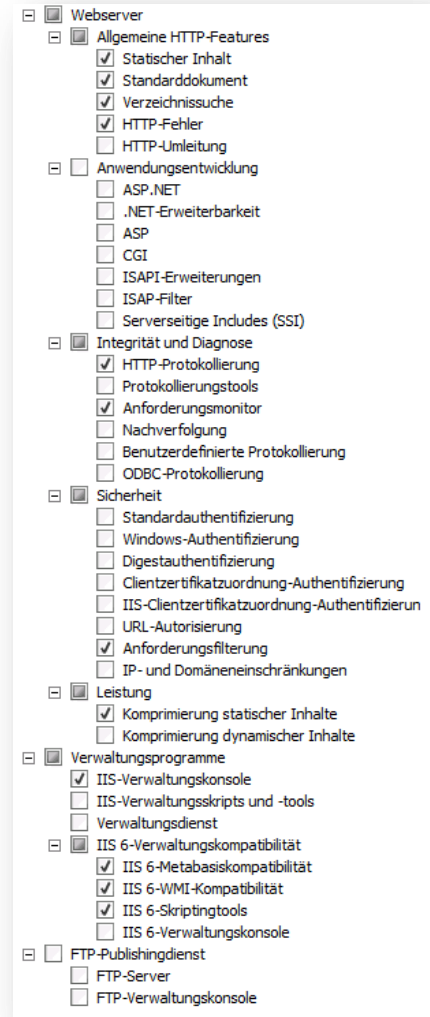 Webserver
Allgemeine HTTP-Features
Statischer Inhalt
Standarddokument
Verzeichnissuche
HTTP-Fehler
HTTP-Umleitung
Anwendungsentwicklung
ASP.NET
.NET-Erweiterbarkeit
ASP
CGI
ISAPI-Erweiterungen
ISAP-Filter
Serverseitige Includes (SSI)
Integrität und Diagnose
HTTP-Protokollierung
Protokollierungstools
Anforderungsmonitor
Nachverfolgung
Benutzerdefinierte Protokollierung
ODBC-Protokollierung
Sicherheit
Standardauthentifizierung
Windows-Authentifizierung
Digestauthentifizierung
Clientzertifikatzuordnung-Authentifizierung
IIS-Clientzertifikatzuordnung-Authentifizierun
URL-Autorisierung
Anforderungsfilterung
IP- und Domäneneinschränkungen
Leistung
Komprimierung statischer Inhalte
Komprimierung dynamischer Inhalte
Verwaltungsprogramme
IIS-Verwaltungskonsole
IIS-Verwaltungsskripts und -tools
Verwaltungsdienst
IIS 6-Verwaltungskompatibilität
IIS 6-Metabasiskompatibilität
IIS 6-WMI-Kompatibilität
IIS 6-Skriptingtools
IIS 6-Verwaltungskonsole
FTP-Publishingdienst
FTP-Server
FTP-Verwaltungskonsole